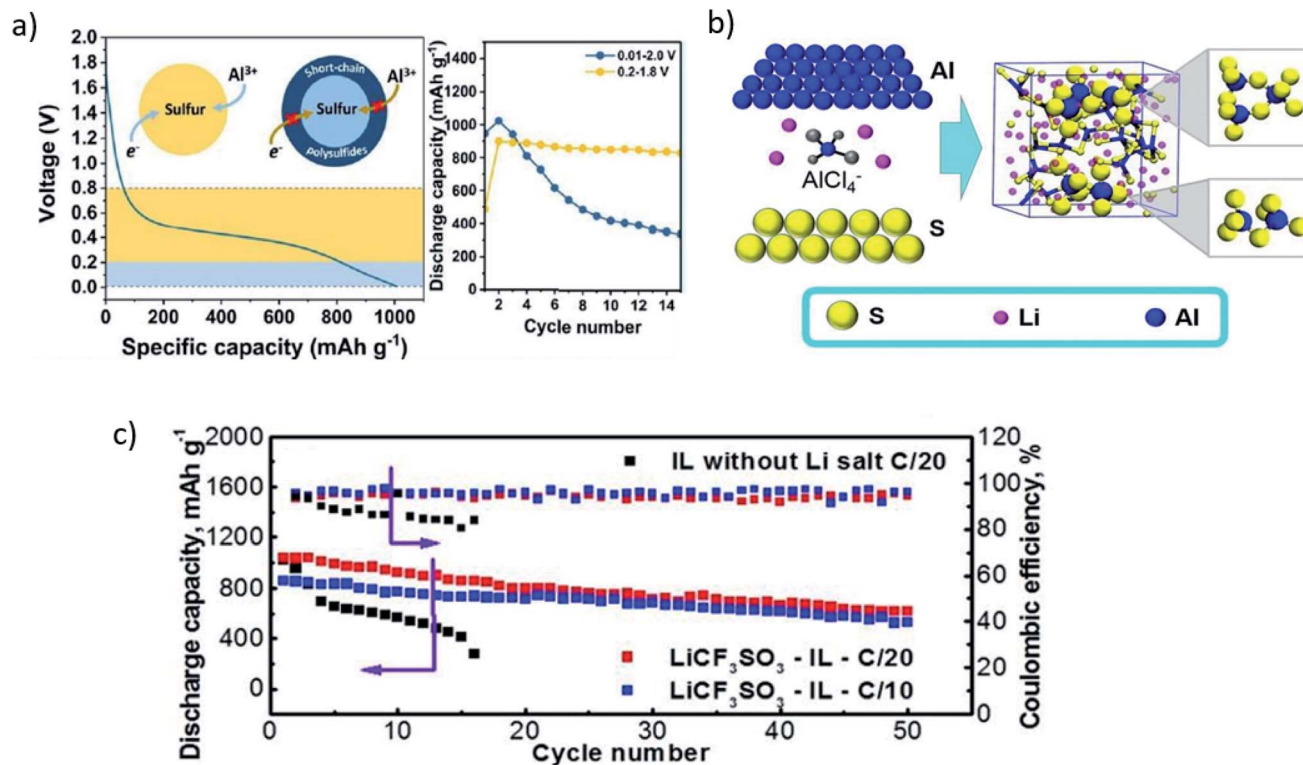 a)
Voltage (V)
2.0
1.8
1.6
1.4
1.2
1.0
0.8
0.6
0.4
0.2
0.0
0 200 400 600 800 1000
Specific capacity (mAh g⁻¹)
Sulfur
Al³⁺
e⁻
Short-chain
Sulfur
polysulfides
Al³⁺
e⁻
Discharge capacity (mAh g⁻¹)
1400
1200
1000
800
600
400
200
0
2 4 6 8 10 12 14
Cycle number
0.01-2.0 V
0.2-1.8 V
b)
Al
AlCl₄⁻
S
S Li Al
c)
Discharge capacity, mAh g⁻¹
2000
1600
1200
800
400
0
0 10 20 30 40 50
Cycle number
Coulombic efficiency, %
120
100
80
60
40
20
0
IL without Li salt C/20
LiCF₃SO₃ - IL - C/20
LiCF₃SO₃ - IL - C/10